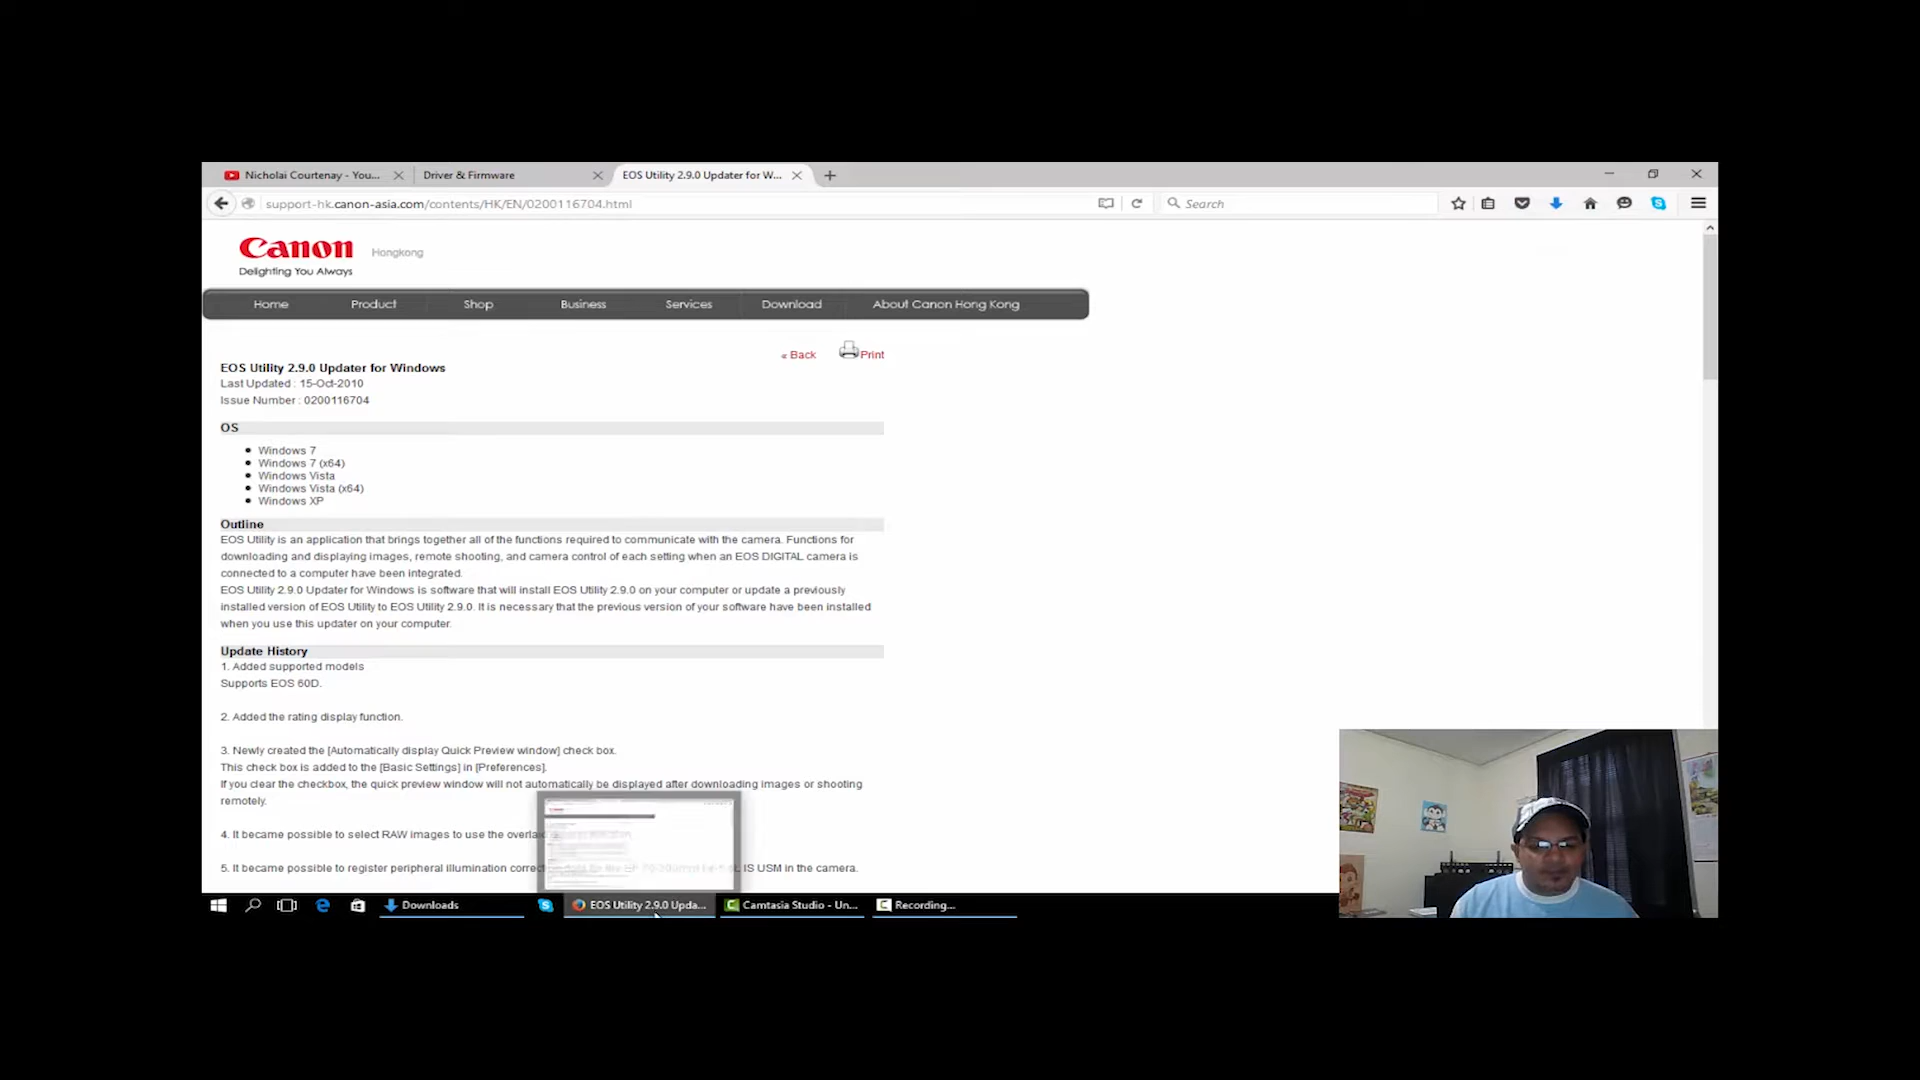 Nicholai Courtenay - You...
Driver & Firmware
EOS Utility 2.9.0 Updater for W...
support-hk.canon-asia.com/contents/HK/EN/0200116704.html
Search
Canon
Hongkong
Delighting You Always
Home
Product
Shop
Business
Services
Download
About Canon Hong Kong
« Back
Print
EOS Utility 2.9.0 Updater for Windows
Last Updated : 15-Oct-2010
Issue Number : 0200116704
OS
Windows 7
Windows 7 (x64)
Windows Vista
Windows Vista (x64)
Windows XP
Outline
EOS Utility is an application that brings together all of the functions required to communicate with the camera. Functions for
downloading and displaying images, remote shooting, and camera control of each setting when an EOS DIGITAL camera is
connected to a computer have been integrated.
EOS Utility 2.9.0 Updater for Windows is software that will install EOS Utility 2.9.0 on your computer or update a previously
installed version of EOS Utility to EOS Utility 2.9.0. It is necessary that the previous version of your software have been installed
when you use this updater on your computer.
Update History
1. Added supported models
Supports EOS 60D.
2. Added the rating display function.
3. Newly created the [Automatically display Quick Preview window] check box.
This check box is added to the [Basic Settings] in [Preferences].
If you clear the checkbox, the quick preview window will not automatically be displayed after downloading images or shooting
remotely.
4. It became possible to select RAW images to use the
5. It became possible to register peripheral illumination IS USM in the camera.
Downloads
EOS Utility 2.9.0 Upda...
Camtasia Studio - Un...
Recording...